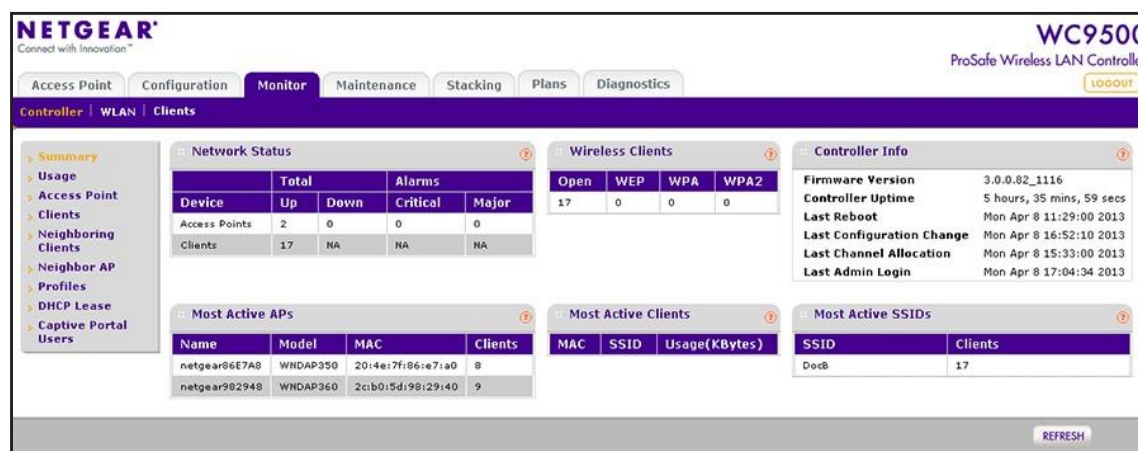 NETGEAR
Connect with Innovation™
WC9500
ProSafe Wireless LAN Controlle
LOGOUT
Access Point Configuration Monitor Maintenance Stacking Plans Diagnostics
Controller | WLAN | Clients
Summary
Usage
Access Point
Clients
Neighboring
Clients
Neighbor AP
Profiles
DHCP Lease
Captive Portal
Users
Network Status
Total Alarms
Device Up Down Critical Major
Access Points 2 0 0 0
Clients 17 NA NA NA
Wireless Clients
Open WEP WPA WPA2
17 0 0 0
Controller Info
Firmware Version 3.0.0.82_1116
Controller Uptime 5 hours, 35 mins, 59 secs
Last Reboot Mon Apr 8 11:29:00 2013
Last Configuration Change Mon Apr 8 16:52:10 2013
Last Channel Allocation Mon Apr 8 15:33:00 2013
Last Admin Login Mon Apr 8 17:04:34 2013
Most Active APs
Name Model MAC Clients
netgear86E7A8 WNDAP350 20:4e:7f:86:e7:a0 8
netgear982948 WNDAP360 2c:b0:5d:98:29:40 9
Most Active Clients
MAC SSID Usage(KBytes)
Most Active SSIDs
SSID Clients
DocB 17
REFRESH